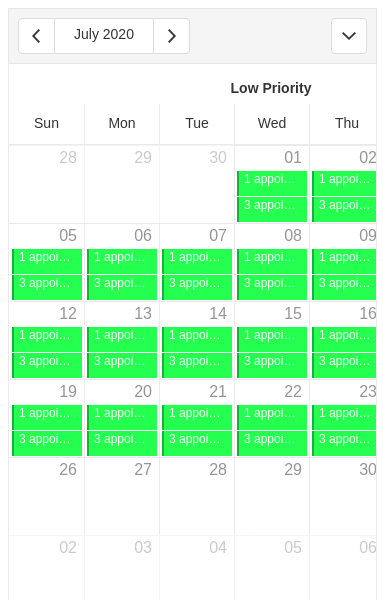 July 2020
Low Priority
Sun Mon Tue Wed Thu
28 29 30 01 02
1 appoi… 1 appoi…
3 appoi… 3 appoi…
05 06 07 08 09
1 appoi… 1 appoi… 1 appoi… 1 appoi… 1 appoi…
3 appoi… 3 appoi… 3 appoi… 3 appoi… 3 appoi…
12 13 14 15 16
1 appoi… 1 appoi… 1 appoi… 1 appoi… 1 appoi…
3 appoi… 3 appoi… 3 appoi… 3 appoi… 3 appoi…
19 20 21 22 23
1 appoi… 1 appoi… 1 appoi… 1 appoi… 1 appoi…
3 appoi… 3 appoi… 3 appoi… 3 appoi… 3 appoi…
26 27 28 29 30
02 03 04 05 06